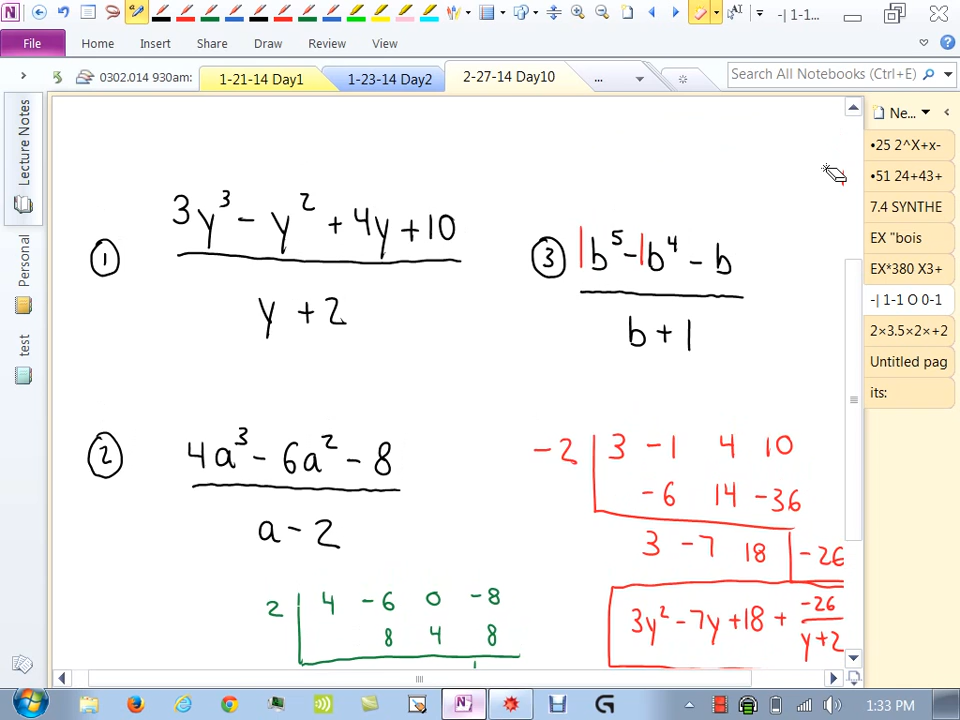 -| 1-1...
File Home Insert Share Draw Review View
0302.014 930am: 1-21-14 Day1 1-23-14 Day2 2-27-14 Day10 ... Search All Notebooks (Ctrl+E)
Lecture Notes
Personal
test
Ne...
•25 2^X+x-
•51 24+43+
7.4 SYNTHE
EX "bois
EX*380 X3+
-| 1-1 O 0-1
2×3.5×2×+2
Untitled pag
its:
① 3y³ - y² + 4y + 10
y + 2
③ 1b⁵ - 1b⁴ - b
b + 1
② 4a³ - 6a² - 8
a - 2
-2 | 3 -1 4 10
-6 14 -36
3 -7 18 | -26
3y² - 7y + 18 + -26
y + 2
2 | 4 -6 0 -8
8 4 8
1:33 PM